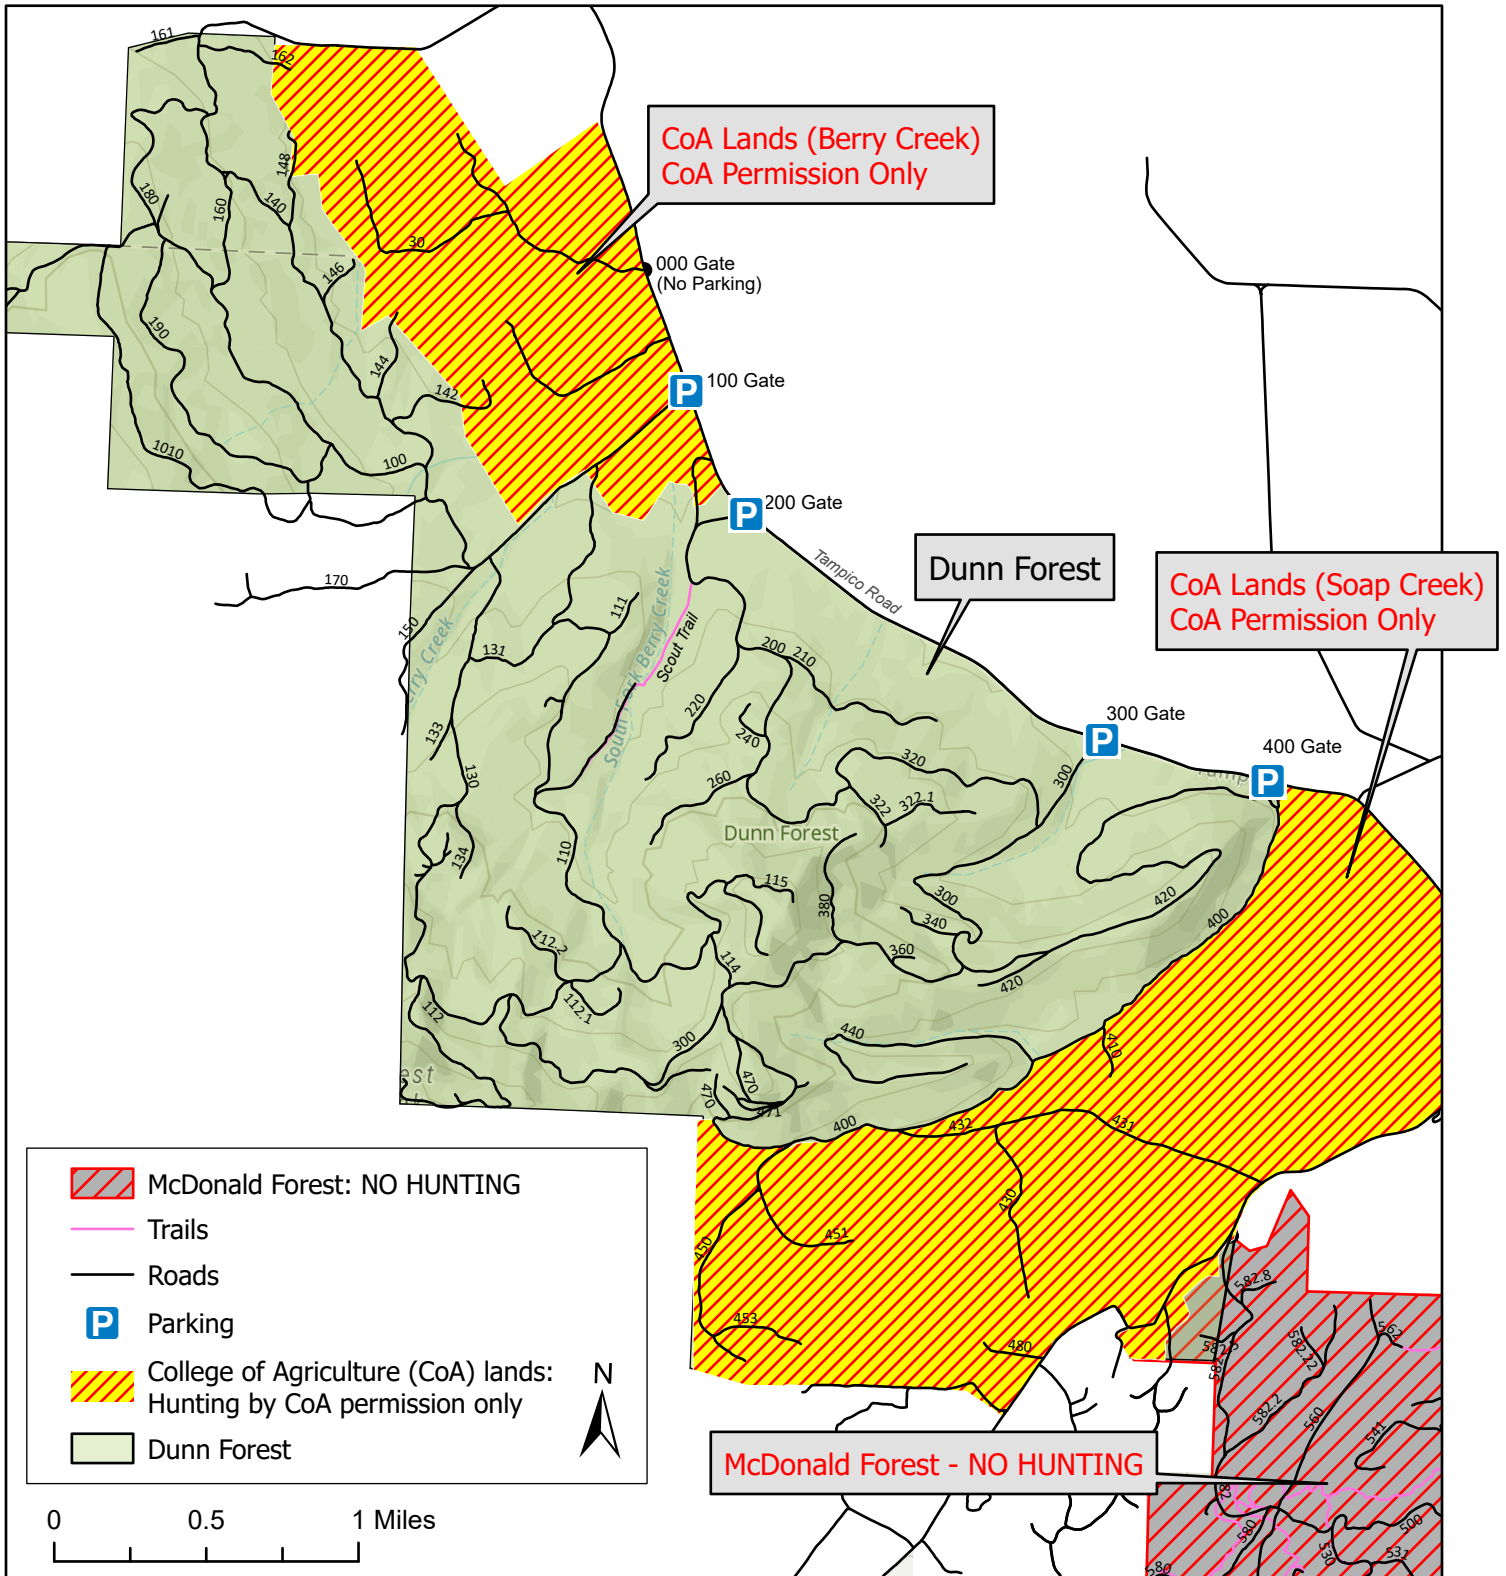 161
162
CoA Lands (Berry Creek)
CoA Permission Only
148
180
160
140
30
146
000 Gate
(No Parking)
190
144
142
100 Gate
1010
100
200 Gate
Tampico Road
Dunn Forest
CoA Lands (Soap Creek)
CoA Permission Only
170
150
111
South Fork Berry Creek
Scout Trail
131
Creek
200
210
220
133
240
300 Gate
400 Gate
130
260
320
300
322
322.1
Dunn Forest
134
110
115
380
300
420
340
400
112.2
114
360
420
112
112.1
300
440
410
470
470
471
400
432
431
430
451
450
453
480
McDonald Forest: NO HUNTING
Trails
Roads
P Parking
College of Agriculture (CoA) lands:
Hunting by CoA permission only
Dunn Forest
N
582.8
562
582.22
582.2
560
541
McDonald Forest - NO HUNTING
500
580
530
531
580
0 0.5 1 Miles
P
P
P
P